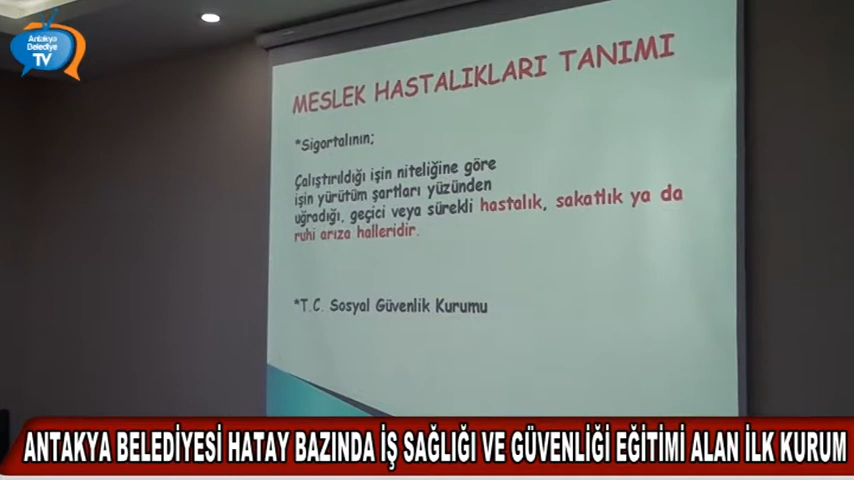 Antakya
Belediye
TV
MESLEK HASTALIKLARI TANIMI
*Sigortalının;
Çalıştırıldığı işin niteliğine göre
işin yürütüm şartları yüzünden
uğradığı, geçici veya sürekli hastalık, sakatlık ya da
ruhi arıza halleridir.
*T.C. Sosyal Güvenlik Kurumu
ANTAKYA BELEDİYESİ HATAY BAZINDA İŞ SAĞLIĞI VE GÜVENLİĞİ EĞİTİMİ ALAN İLK KURUM